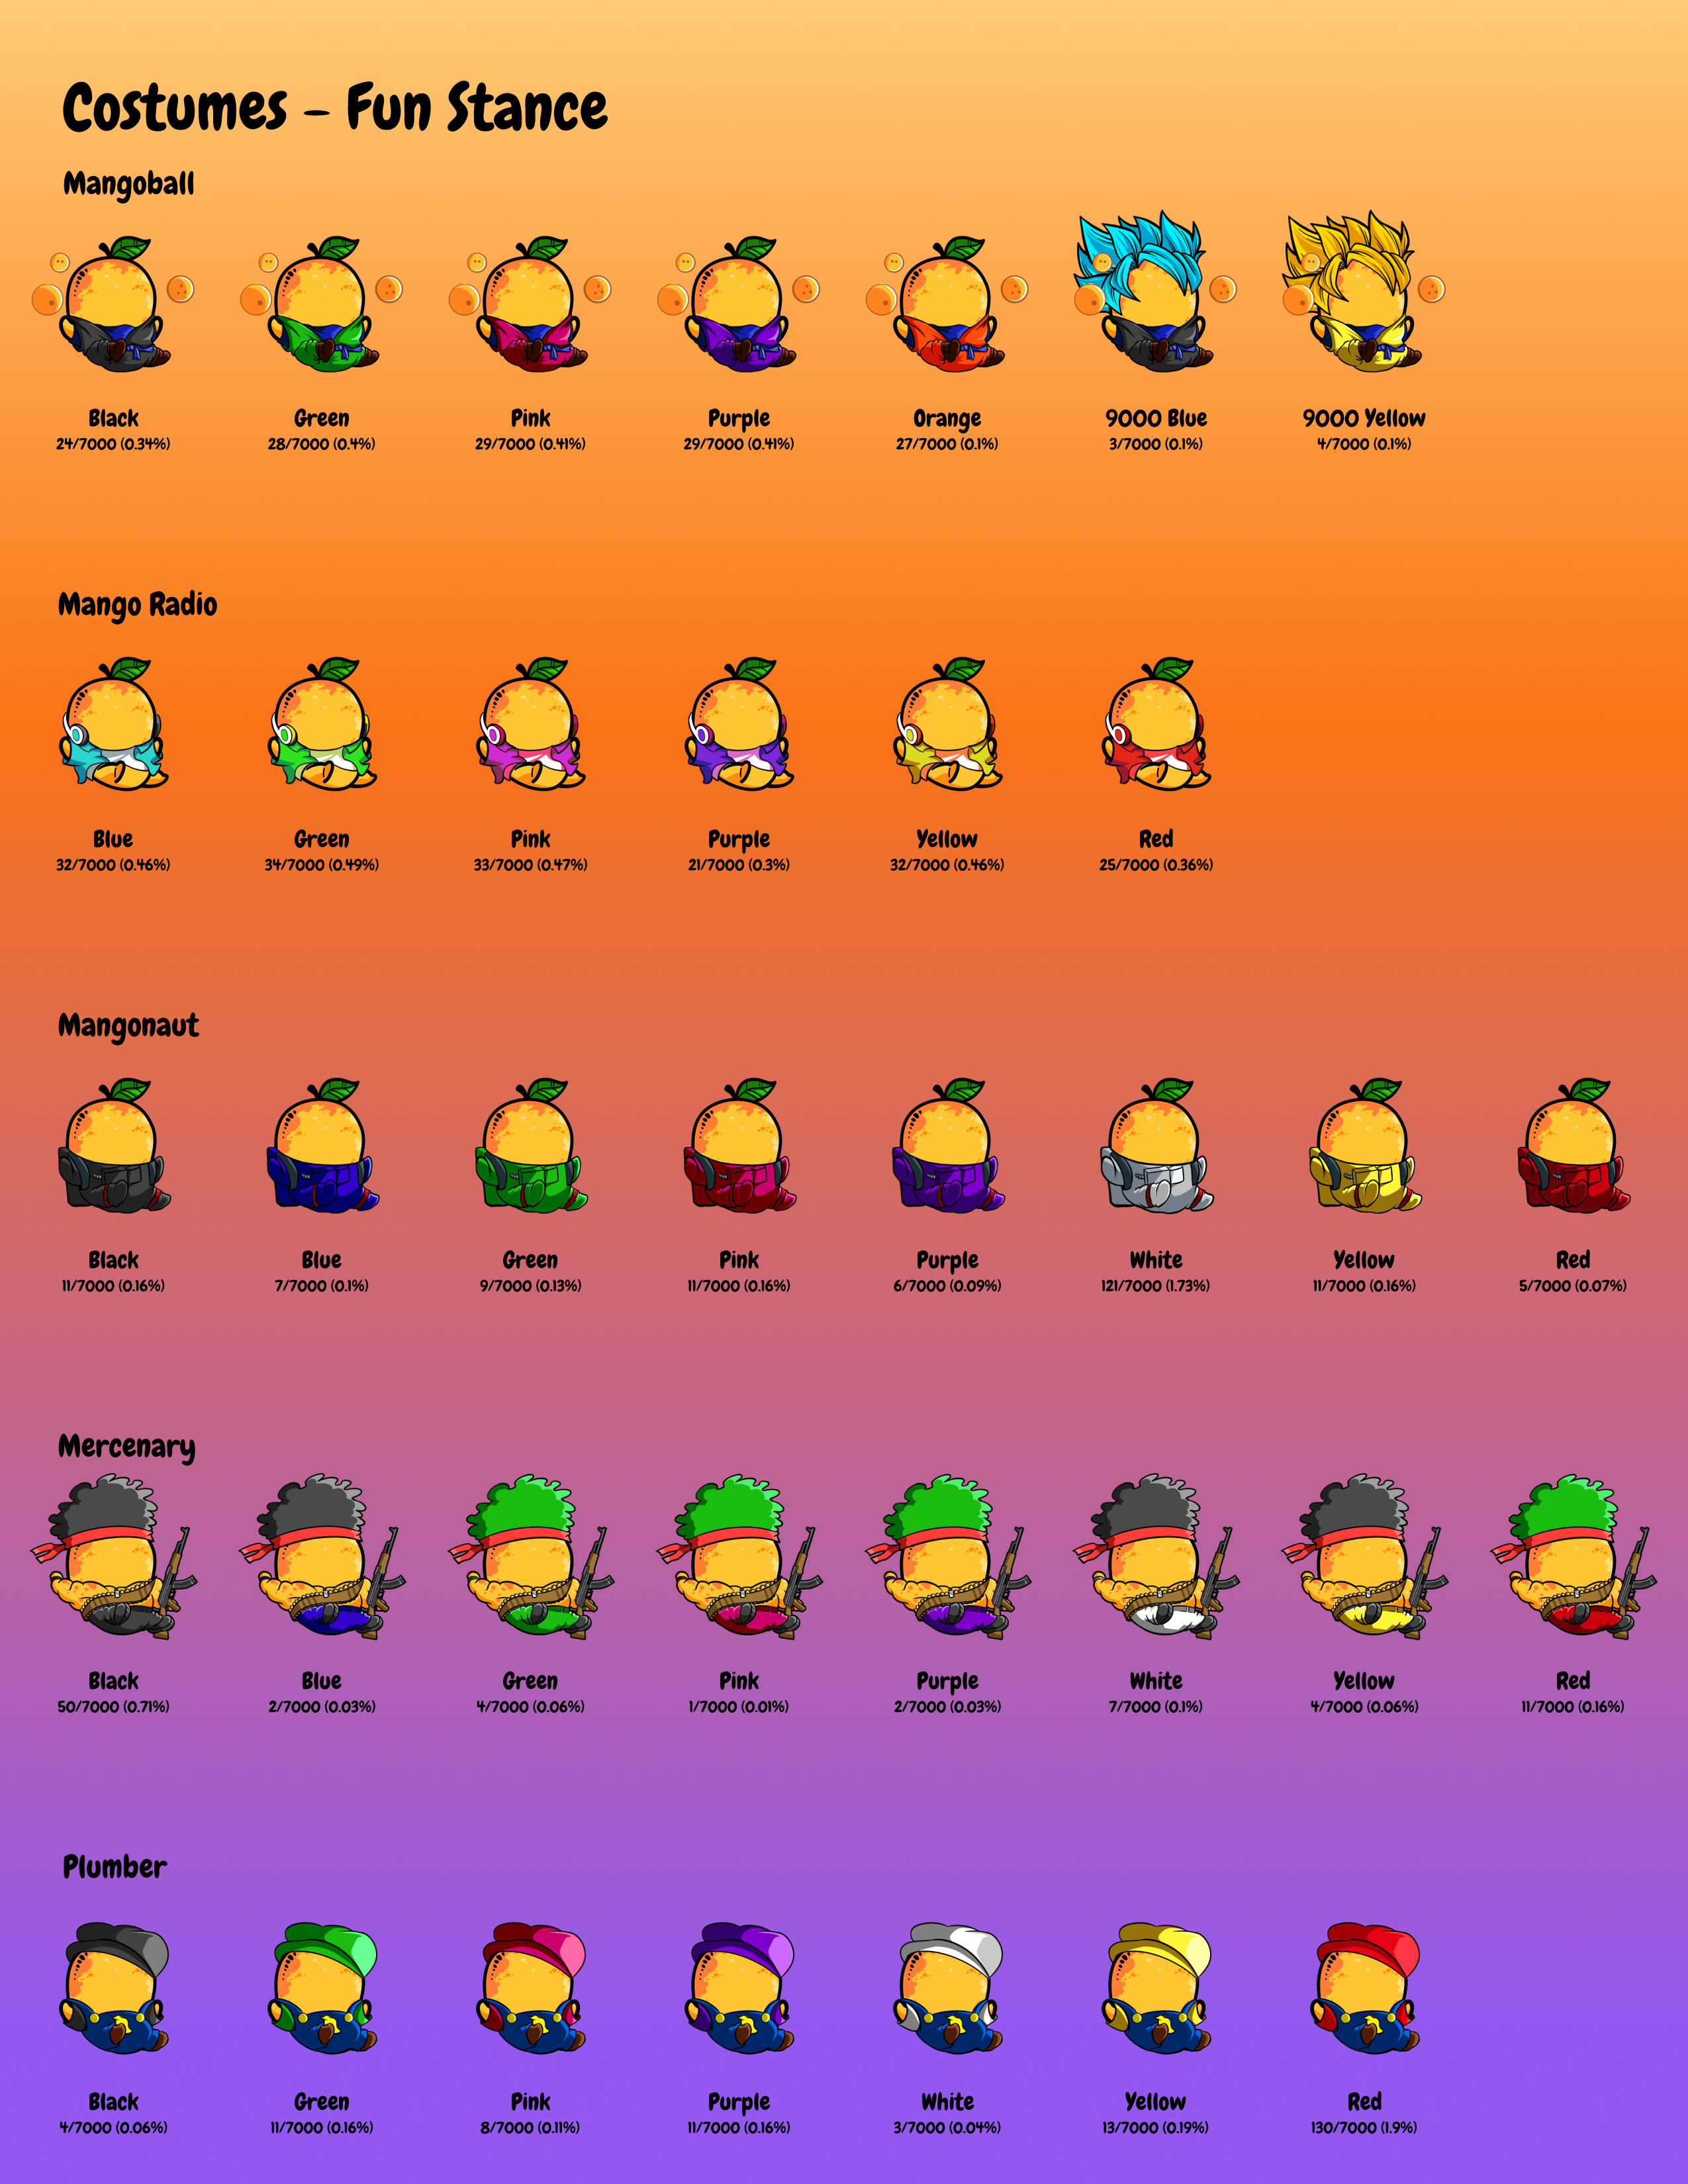 Costumes - Fun Stance
Mangoball
Black Green Pink Purple Orange 9000 Blue 9000 Yellow
24/7000 (0.34%) 28/7000 (0.4%) 29/7000 (0.41%) 29/7000 (0.41%) 27/7000 (0.1%) 3/7000 (0.1%) 4/7000 (0.1%)
Mango Radio
Blue Green Pink Purple Yellow Red
32/7000 (0.46%) 34/7000 (0.49%) 33/7000 (0.47%) 21/7000 (0.3%) 32/7000 (0.46%) 25/7000 (0.36%)
Mangonaut
Black Blue Green Pink Purple White Yellow Red
11/7000 (0.16%) 7/7000 (0.1%) 9/7000 (0.13%) 11/7000 (0.16%) 6/7000 (0.09%) 121/7000 (1.73%) 11/7000 (0.16%) 5/7000 (0.07%)
Mercenary
Black Blue Green Pink Purple White Yellow Red
50/7000 (0.71%) 2/7000 (0.03%) 4/7000 (0.06%) 1/7000 (0.01%) 2/7000 (0.03%) 7/7000 (0.1%) 4/7000 (0.06%) 11/7000 (0.16%)
Plumber
Black Green Pink Purple White Yellow Red
4/7000 (0.06%) 11/7000 (0.16%) 8/7000 (0.11%) 11/7000 (0.16%) 3/7000 (0.04%) 13/7000 (0.19%) 130/7000 (1.9%)